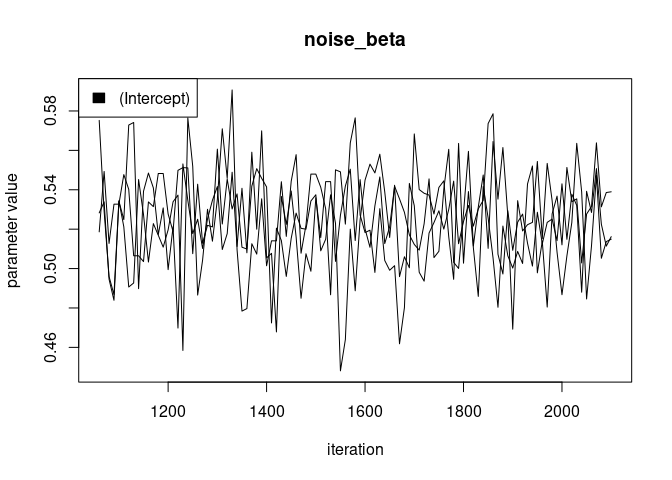 noise_beta
(Intercept)
parameter value
0.58
0.54
0.50
0.46
1200 1400 1600 1800 2000
iteration